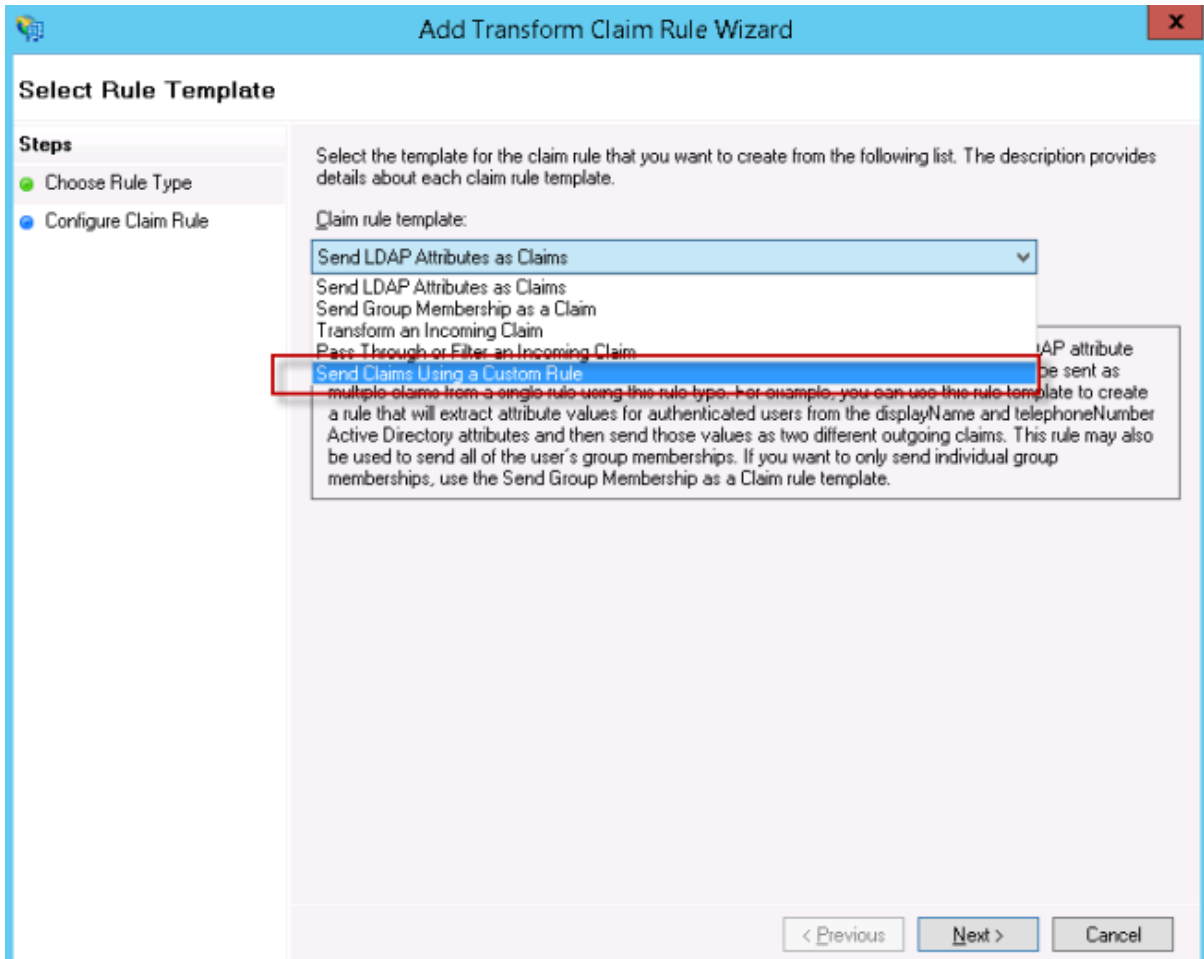 Add Transform Claim Rule Wizard
x
Select Rule Template
Steps
Choose Rule Type
Configure Claim Rule
Select the template for the claim rule that you want to create from the following list. The description provides
details about each claim rule template.
Claim rule template:
Send LDAP Attributes as Claims
Send LDAP Attributes as Claims
Send Group Membership as a Claim
Transform an Incoming Claim
Pass Through or Filter an Incoming Claim
AP attribute
Send Claims Using a Custom Rule
be sent as
multiple claims from a single rule using this rule type. For example, you can use this rule template to create
a rule that will extract attribute values for authenticated users from the displayName and telephoneNumber
Active Directory attributes and then send those values as two different outgoing claims. This rule may also
be used to send all of the user's group memberships. If you want to only send individual group
memberships, use the Send Group Membership as a Claim rule template.
< Previous
Next >
Cancel